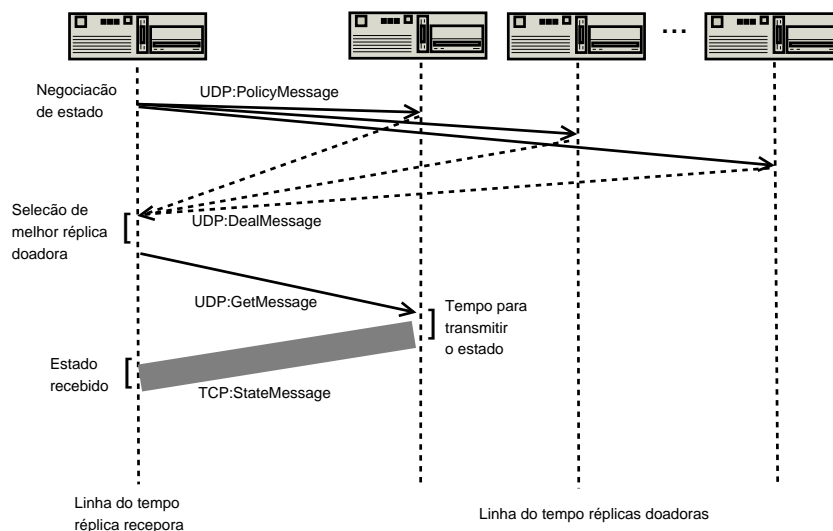 ...
Negociacão
de estado
UDP:PolicyMessage
Selecão de
melhor réplica
doadora
UDP:DealMessage
UDP:GetMessage
Tempo para
transmitir
o estado
Estado
recebido
TCP:StateMessage
Linha do tempo
réplica recepora
Linha do tempo réplicas doadoras